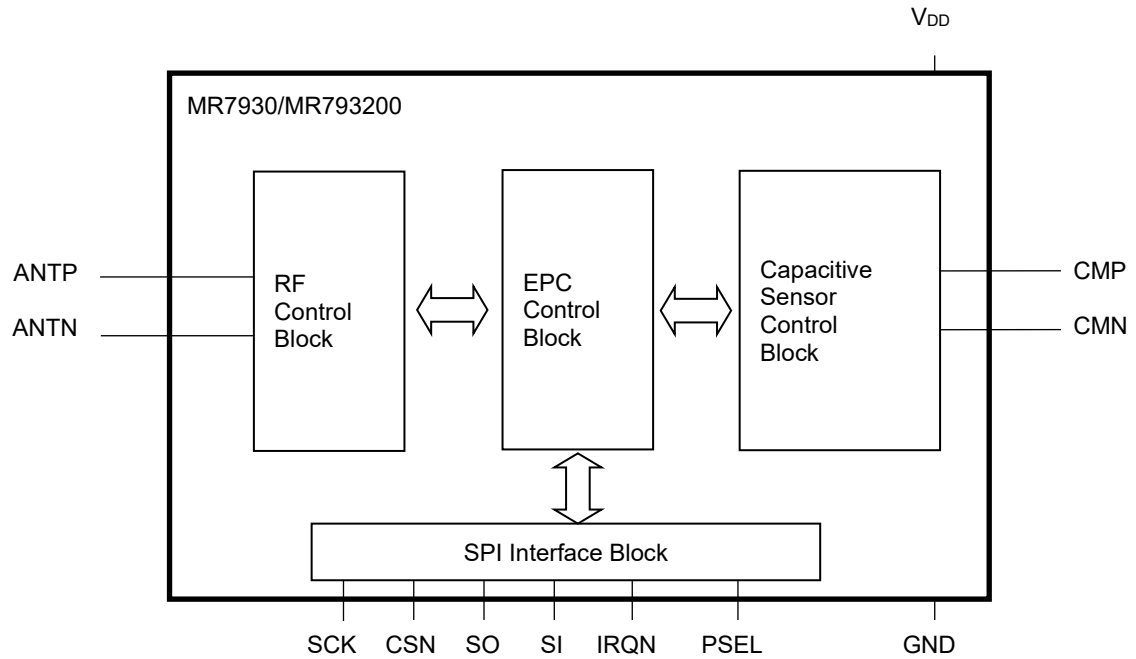 VDD
MR7930/MR793200
ANTP
ANTN
RF
Control
Block
EPC
Control
Block
Capacitive
Sensor
Control
Block
CMP
CMN
SPI Interface Block
SCK CSN SO SI IRQN PSEL GND